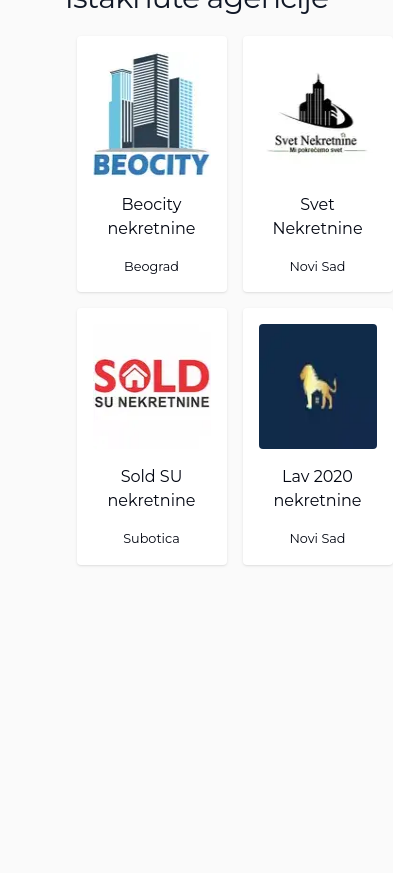 Istaknute agencije
BEOCITY
Beocity
nekretnine
Beograd
Svet Nekretnine
Mi pokrećemo svet
Svet
Nekretnine
Novi Sad
SOLD
SU NEKRETNINE
Sold SU
nekretnine
Subotica
Lav 2020
nekretnine
Novi Sad